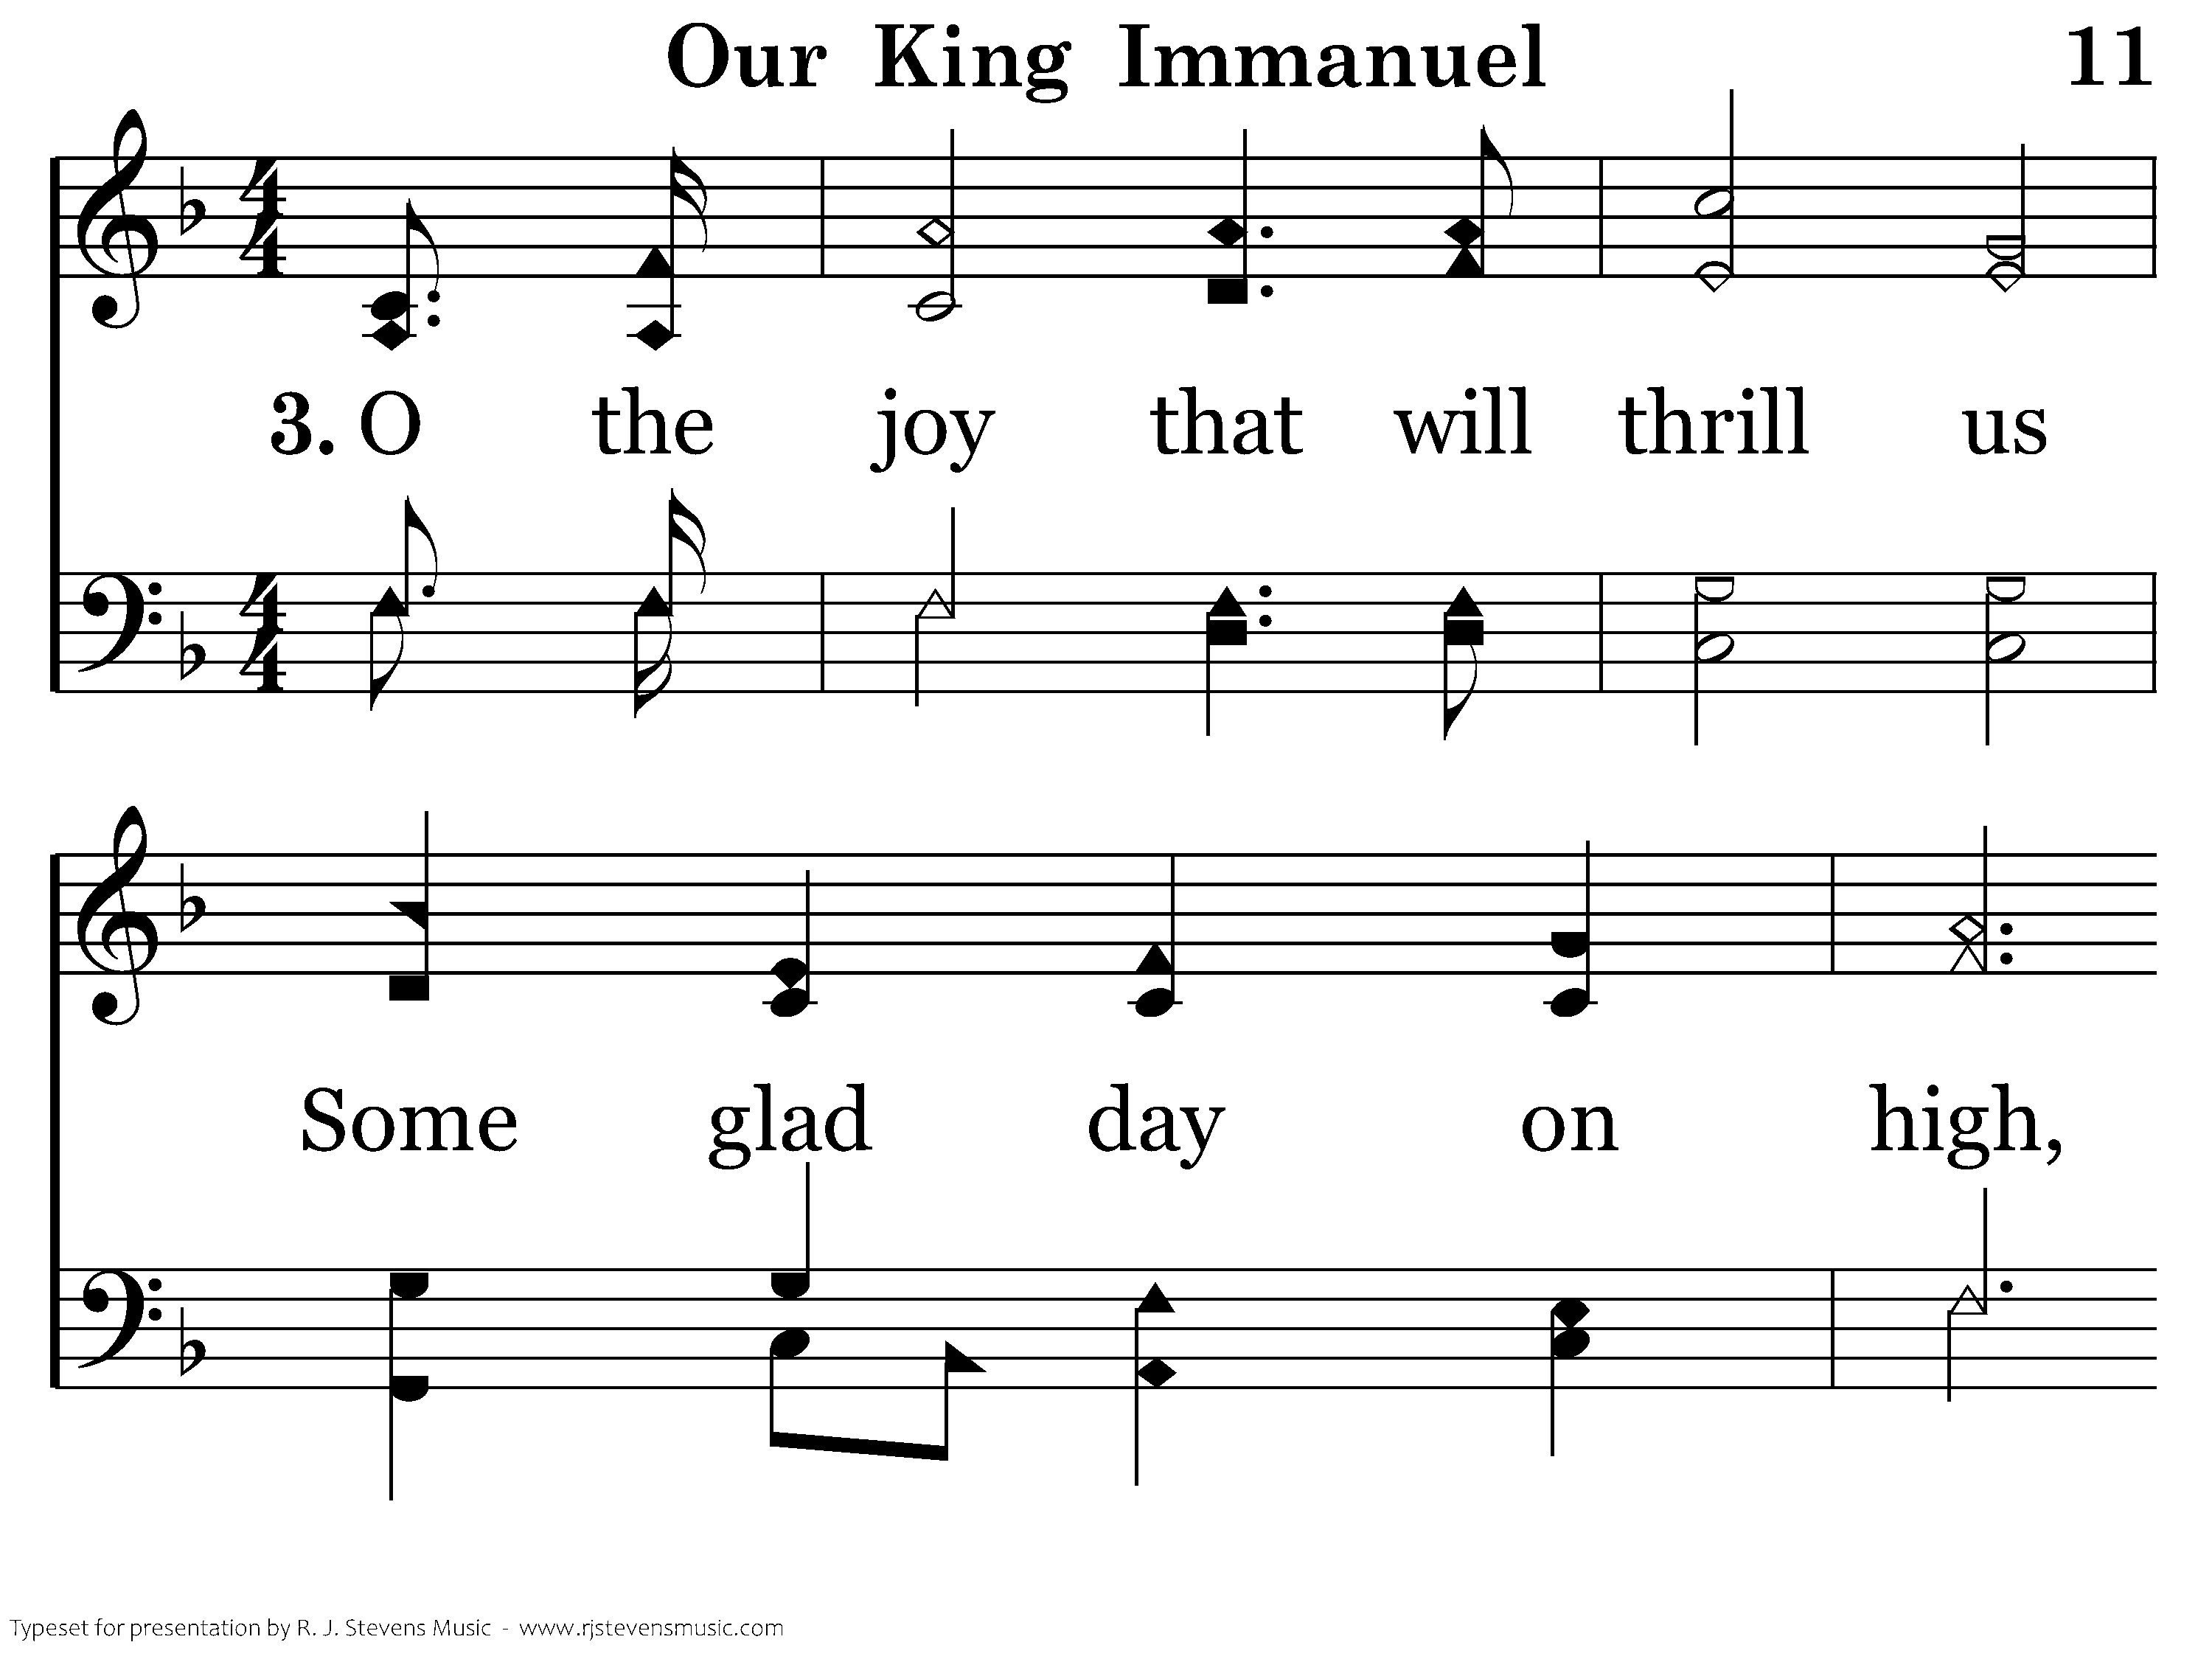 Our King Immanuel 11
3. O the joy that will thrill us
Some glad day on high,
Typeset for presentation by R. J. Stevens Music - www.rjstevensmusic.com